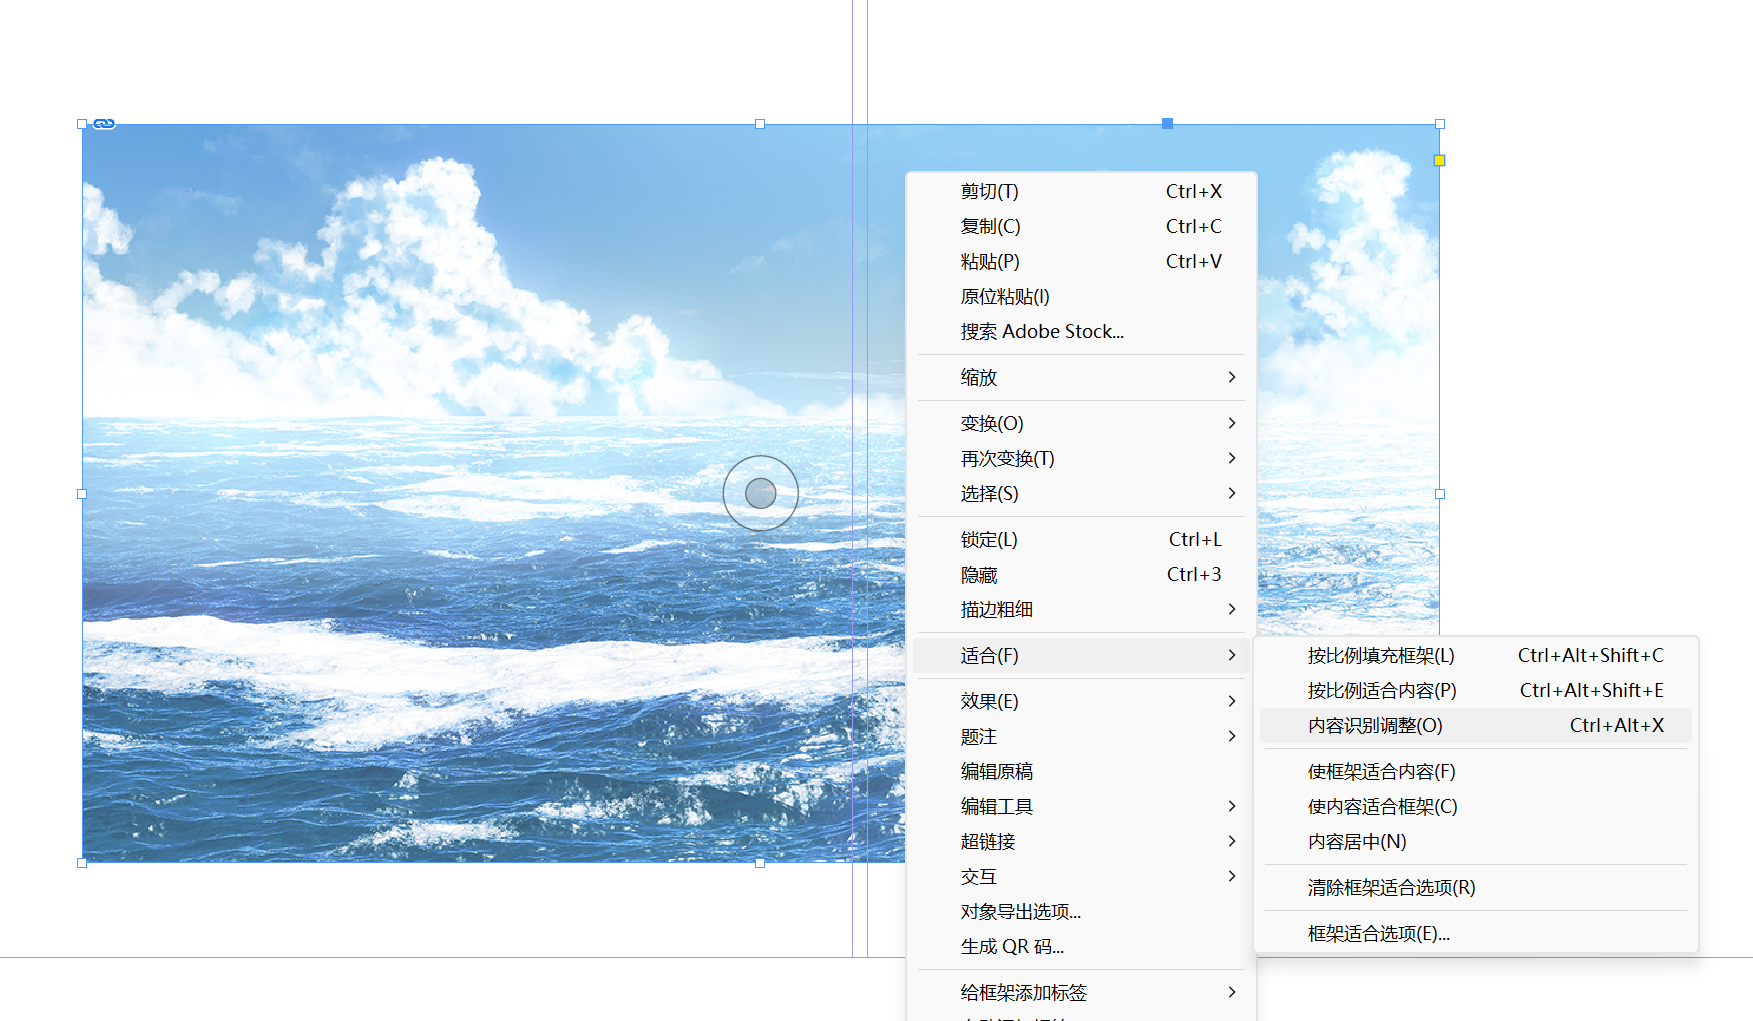 剪切(T) Ctrl+X
复制(C) Ctrl+C
粘贴(P) Ctrl+V
原位粘贴(I)
搜索 Adobe Stock...
缩放
变换(O)
再次变换(T)
选择(S)
锁定(L) Ctrl+L
隐藏 Ctrl+3
描边粗细
适合(F)
效果(E)
题注
编辑原稿
编辑工具
超链接
交互
对象导出选项...
生成 QR 码...
给框架添加标签
按比例填充框架(L) Ctrl+Alt+Shift+C
按比例适合内容(P) Ctrl+Alt+Shift+E
内容识别调整(O) Ctrl+Alt+X
使框架适合内容(F)
使内容适合框架(C)
内容居中(N)
清除框架适合选项(R)
框架适合选项(E)...